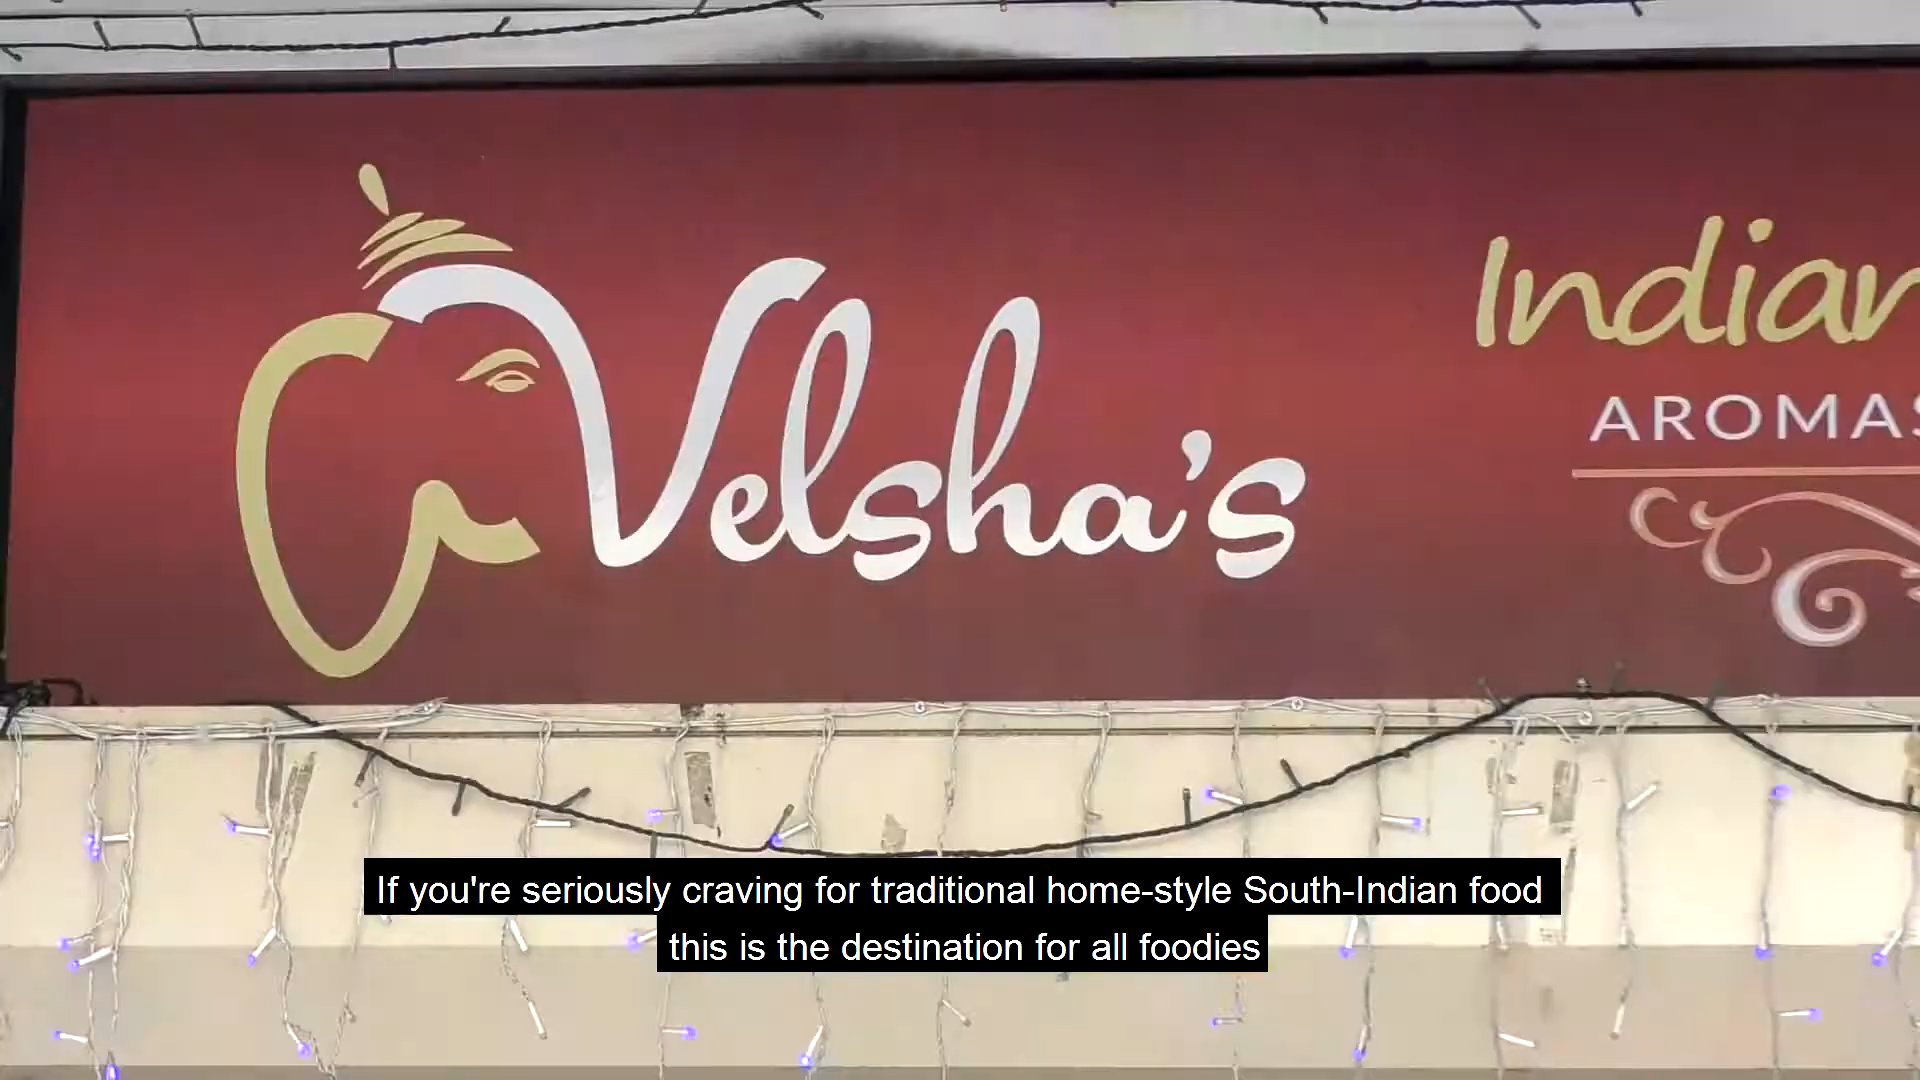 Velsha's
Indian
AROMAS
If you're seriously craving for traditional home-style South-Indian food
this is the destination for all foodies